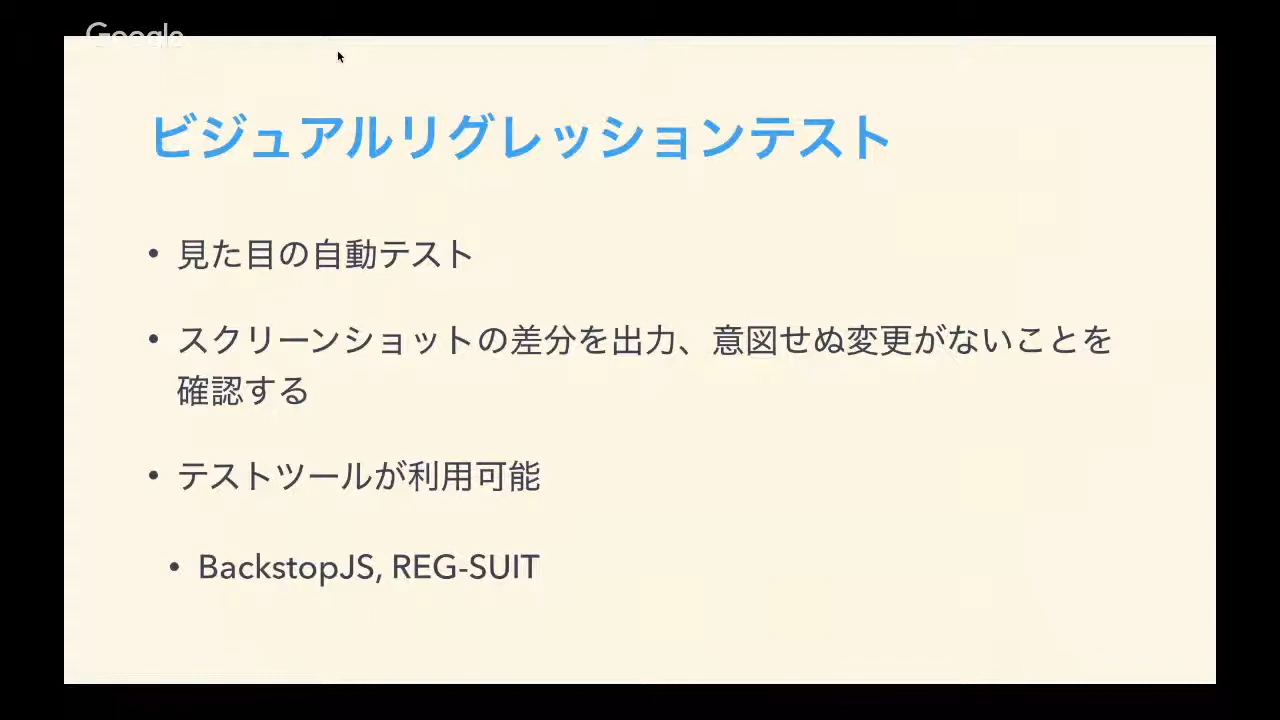 Google
ビジュアルリグレッションテスト
• 見た目の自動テスト
• スクリーンショットの差分を出力、意図せぬ変更がないことを
確認する
• テストツールが利用可能
• BackstopJS, REG-SUIT